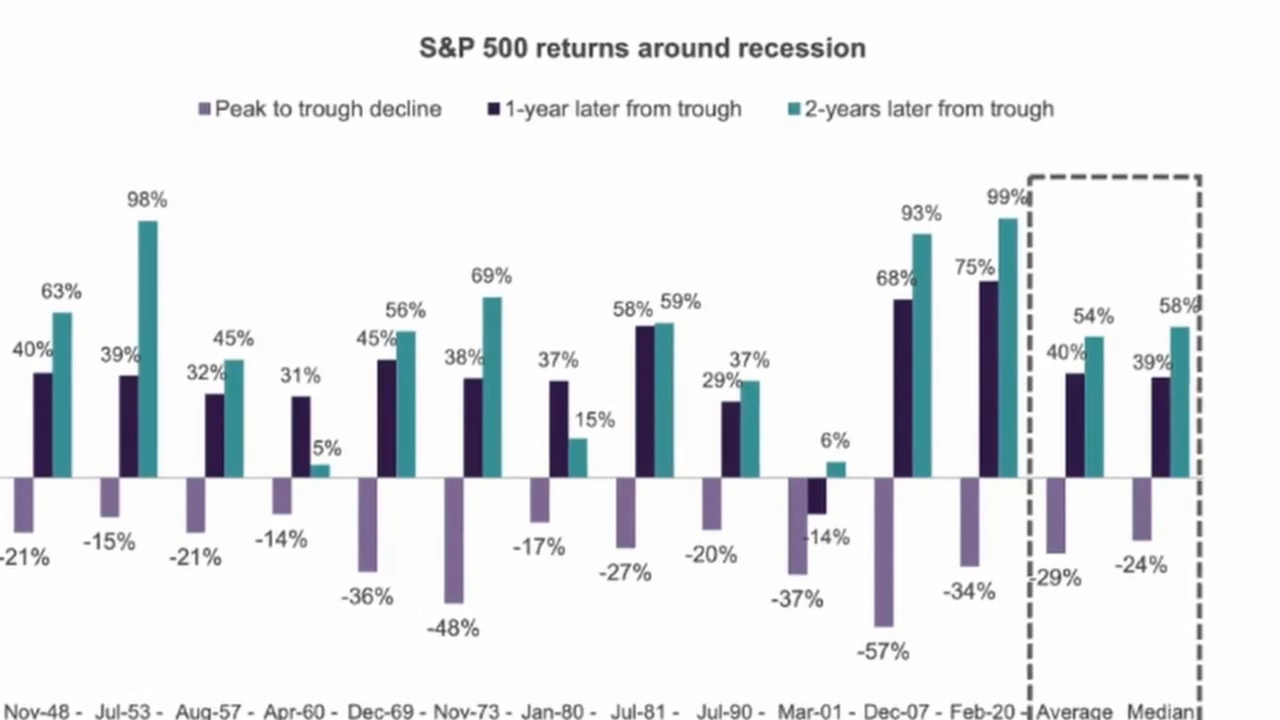 S&P 500 returns around recession
Peak to trough decline 1-year later from trough 2-years later from trough
98% 99%
93%
69% 75% 68%
63% 58% 59% 58%
56% 54%
40% 39% 45% 45% 38% 37% 37% 40% 39%
32% 31% 29%
5% 15% 6%
-21% -15% -21% -14% -17% -20% -14% -29% -24%
-36% -27% -37% -34%
-48% -57%
Nov-48 - Jul-53 - Aug-57 - Apr-60 - Dec-69 - Nov-73 - Jan-80 - Jul-81 - Jul-90 - Mar-01 - Dec-07 - Feb-20 - Average Median